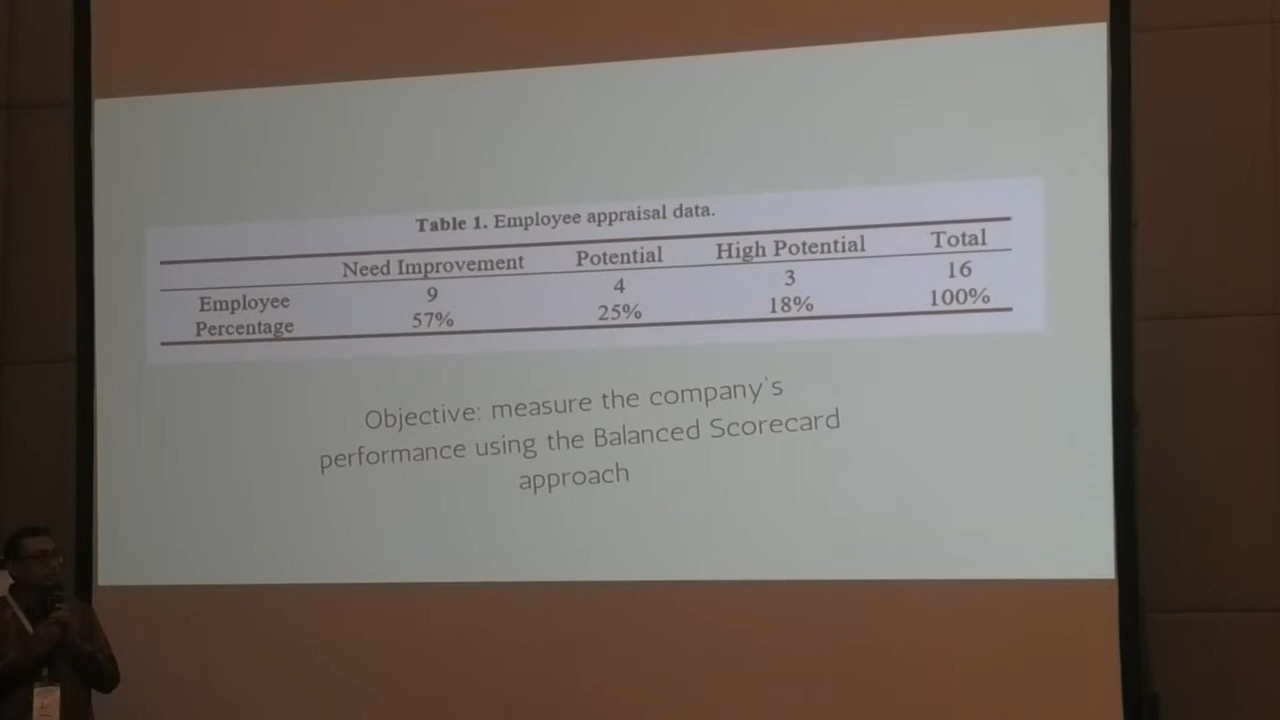 Table 1. Employee appraisal data.
Need Improvement Potential High Potential Total
Employee 9 4 3 16
Percentage 57% 25% 18% 100%
Objective: measure the company's
performance using the Balanced Scorecard
approach